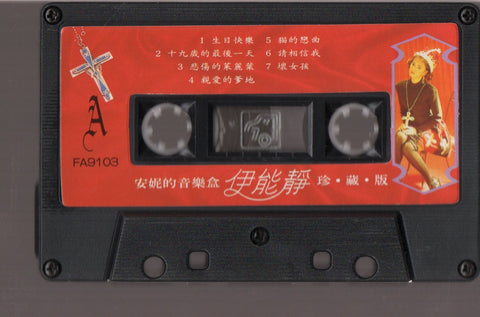 1 生日快樂 5 貓的戀曲
2 十九歲的最後一天 6 請相信我
3 悲傷的茱麗葉 7 壞女孩
4 親愛的爹地
A
FA9103
安妮的音樂盒 伊能靜 珍・藏・版